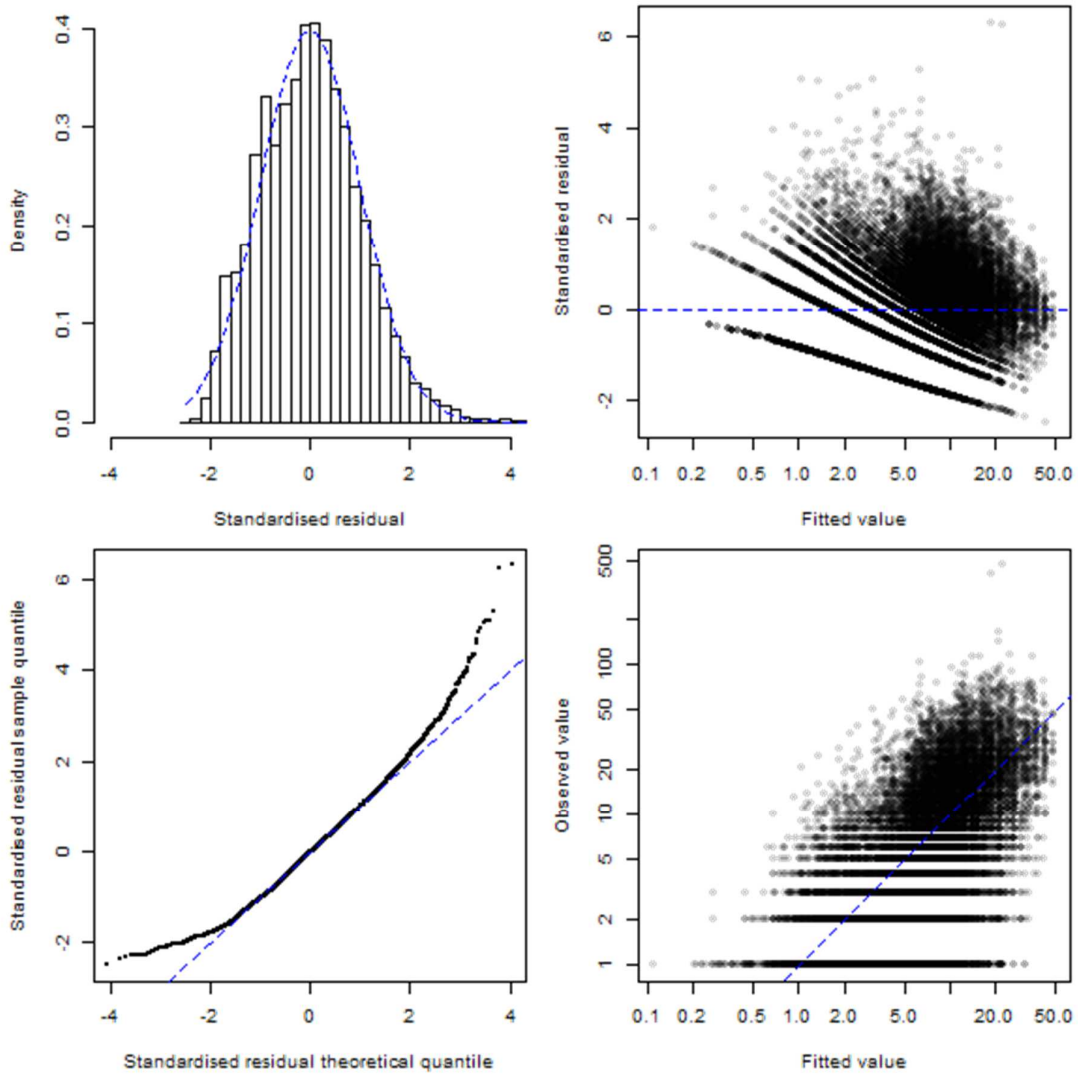 0.4
0.3
0.2
0.1
0.0
Density
-4 -2 0 2 4
Standardised residual
6
4
2
0
-2
Standardised residual
0.1 0.2 0.5 1.0 2.0 5.0 20.0 50.0
Fitted value
6
4
2
0
-2
Standardised residual sample quantile
-4 -2 0 2 4
Standardised residual theoretical quantile
500
100
50
20
10
5
2
1
Observed value
0.1 0.2 0.5 1.0 2.0 5.0 20.0 50.0
Fitted value